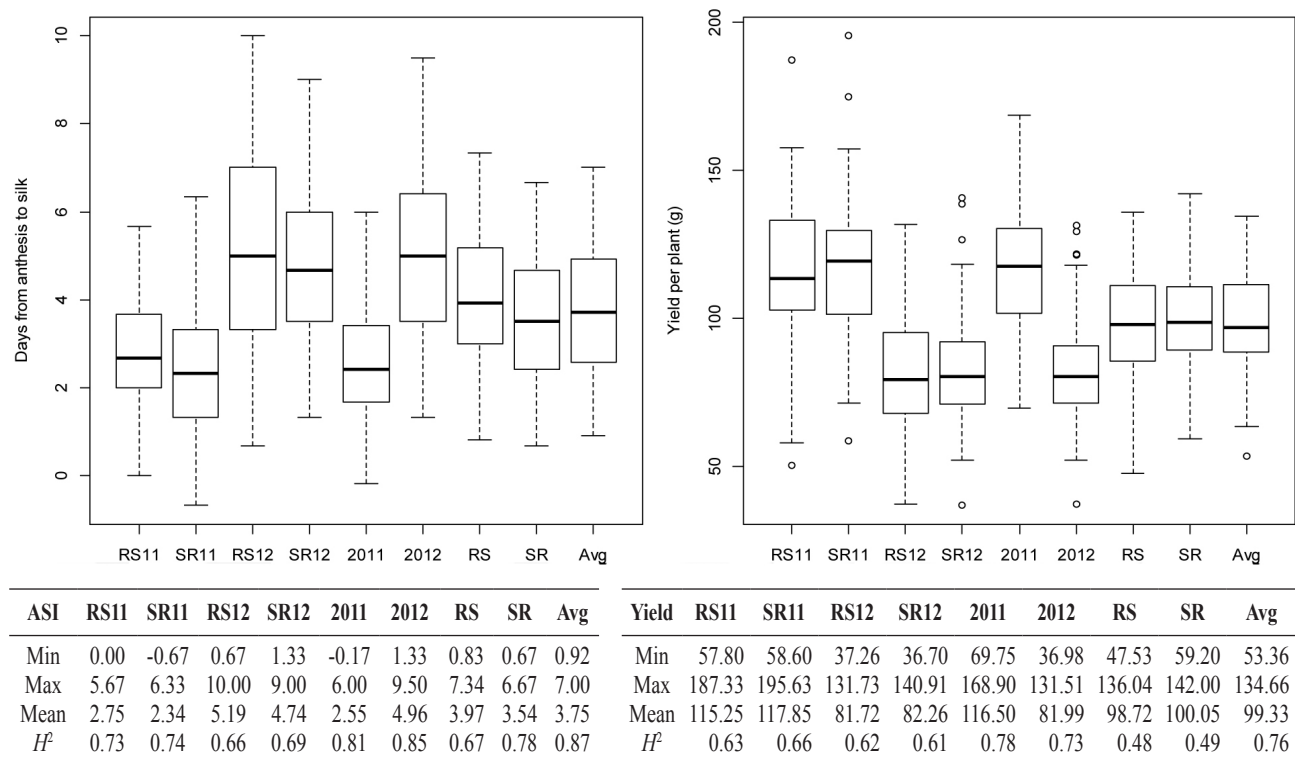 Days from anthesis to silk
10
8
6
4
2
0
RS11 SR11 RS12 SR12 2011 2012 RS SR Avg
Yield per plant (g)
200
150
100
50
RS11 SR11 RS12 SR12 2011 2012 RS SR Avg
ASI RS11 SR11 RS12 SR12 2011 2012 RS SR Avg
Min 0.00 -0.67 0.67 1.33 -0.17 1.33 0.83 0.67 0.92
Max 5.67 6.33 10.00 9.00 6.00 9.50 7.34 6.67 7.00
Mean 2.75 2.34 5.19 4.74 2.55 4.96 3.97 3.54 3.75
H² 0.73 0.74 0.66 0.69 0.81 0.85 0.67 0.78 0.87
Yield RS11 SR11 RS12 SR12 2011 2012 RS SR Avg
Min 57.80 58.60 37.26 36.70 69.75 36.98 47.53 59.20 53.36
Max 187.33 195.63 131.73 140.91 168.90 131.51 136.04 142.00 134.66
Mean 115.25 117.85 81.72 82.26 116.50 81.99 98.72 100.05 99.33
H² 0.63 0.66 0.62 0.61 0.78 0.73 0.48 0.49 0.76